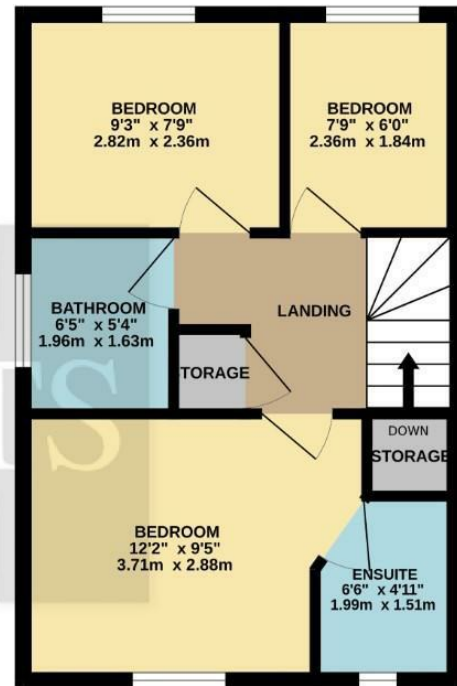 BEDROOM
9'3" x 7'9"
2.82m x 2.36m
BEDROOM
7'9" x 6'0"
2.36m x 1.84m
BATHROOM
6'5" x 5'4"
1.96m x 1.63m
LANDING
TORAGE
DOWN
STORAGE
BEDROOM
12'2" x 9'5"
3.71m x 2.88m
ENSUITE
6'6" x 4'11"
1.99m x 1.51m
TS